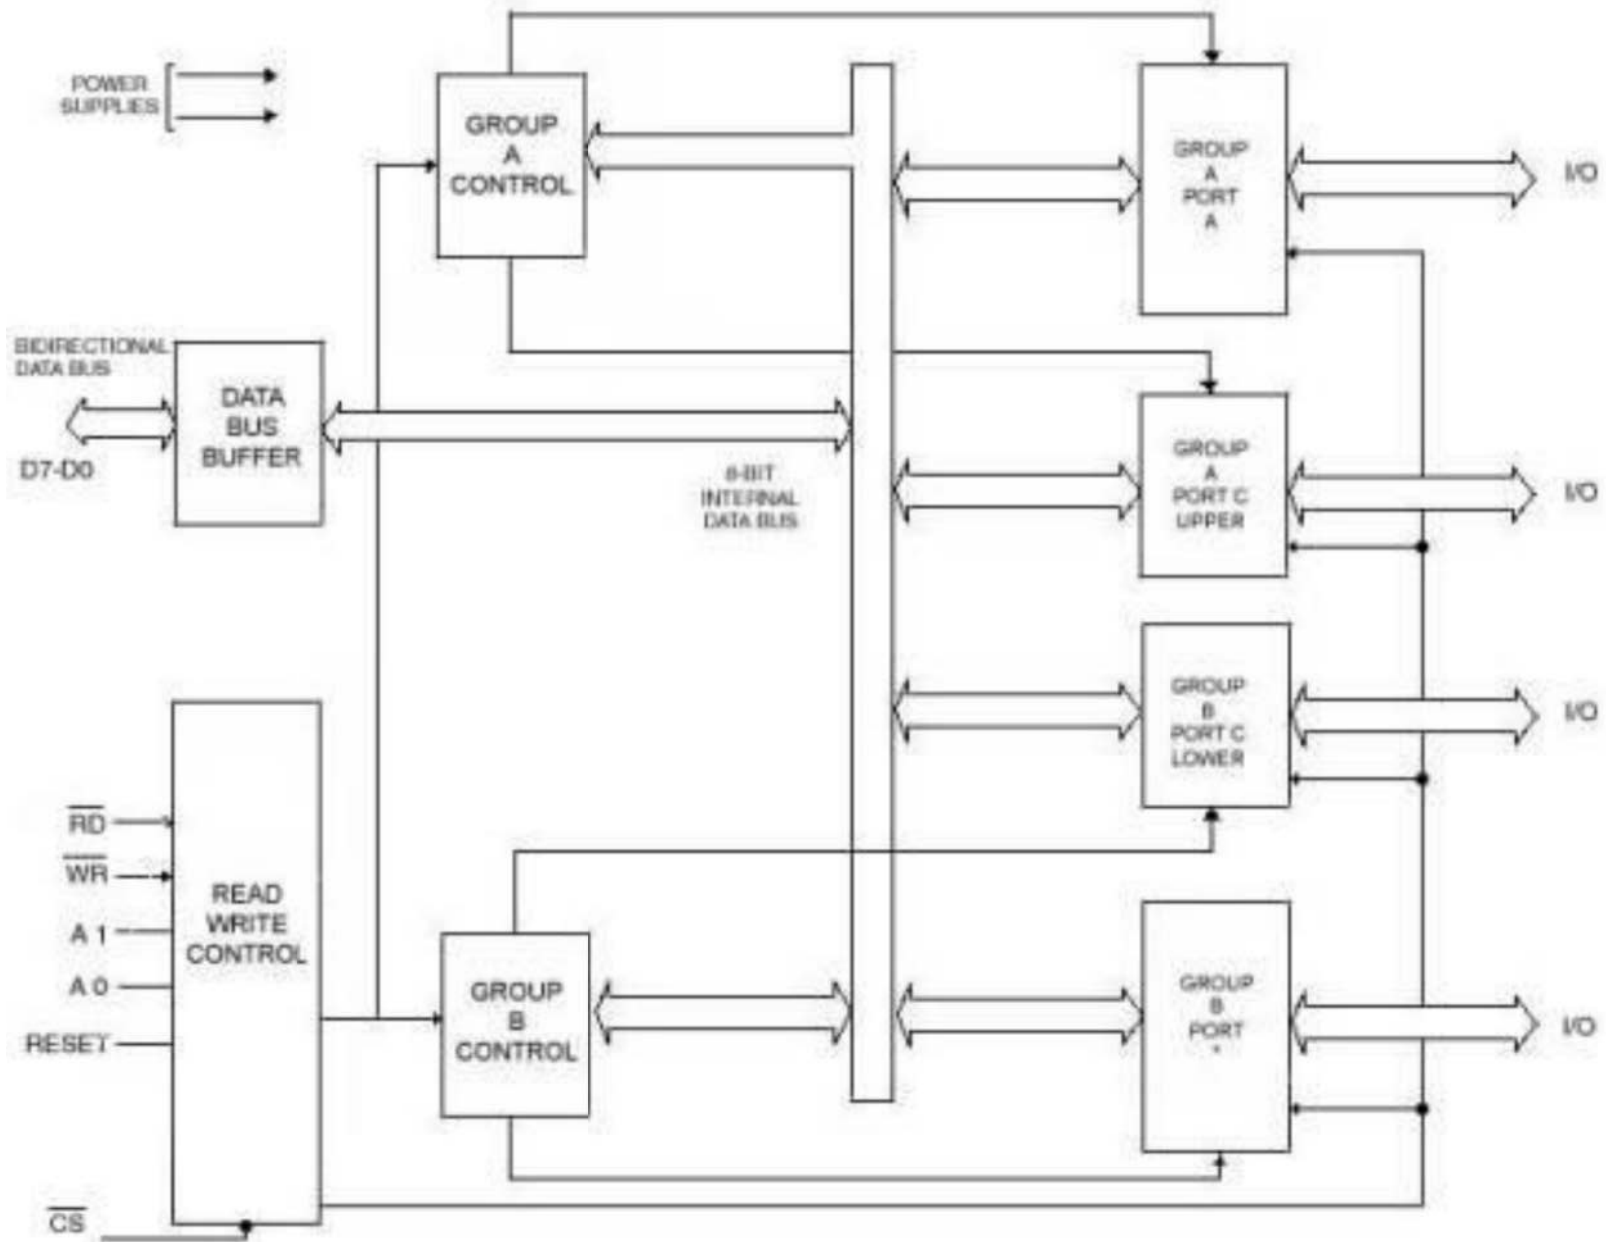 POWER
SUPPLIES
GROUP
A
CONTROL
GROUP
A
PORT
A
I/O
BIDIRECTIONAL
DATA BUS
D7-D0
DATA
BUS
BUFFER
8-BIT
INTERNAL
DATA BUS
GROUP
A
PORT C
UPPER
I/O
GROUP
B
PORT C
LOWER
I/O
RD
WR
A 1
A 0
RESET
CS
READ
WRITE
CONTROL
GROUP
B
CONTROL
GROUP
B
PORT
I/O